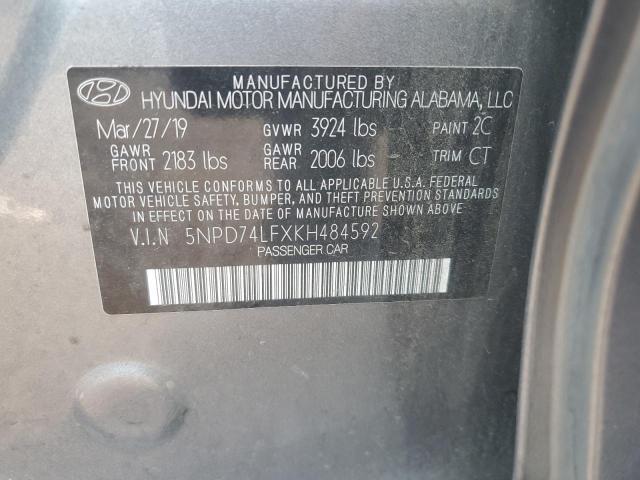 MANUFACTURED BY
HYUNDAI MOTOR MANUFACTURING ALABAMA, LLC
Mar/27/19 GVWR 3924 lbs PAINT 2C
GAWR FRONT 2183 lbs GAWR REAR 2006 lbs TRIM CT
THIS VEHICLE CONFORMS TO ALL APPLICABLE U.S.A. FEDERAL
MOTOR VEHICLE SAFETY, BUMPER, AND THEFT PREVENTION STANDARDS
IN EFFECT ON THE DATE OF MANUFACTURE SHOWN ABOVE.
V.I.N 5NPD74LFXKH484592
PASSENGER CAR